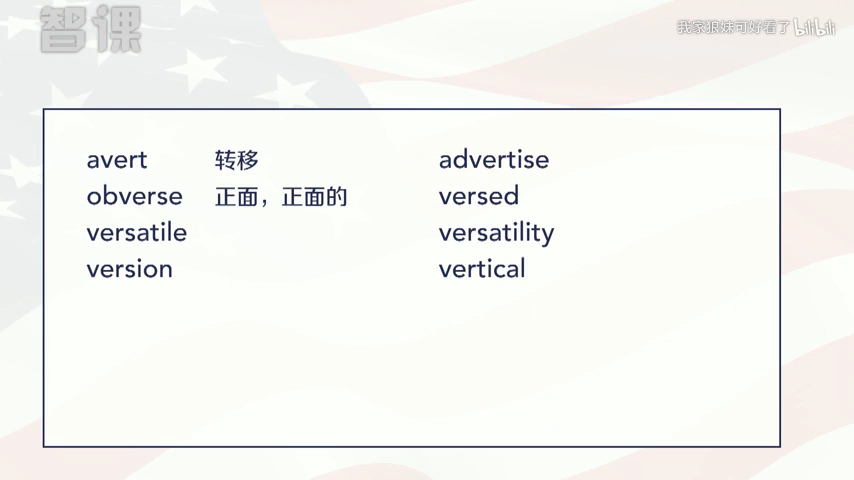 智课
我家狼妹可好看了 bilibili
avert 转移 advertise
obverse 正面，正面的 versed
versatile versatility
version vertical